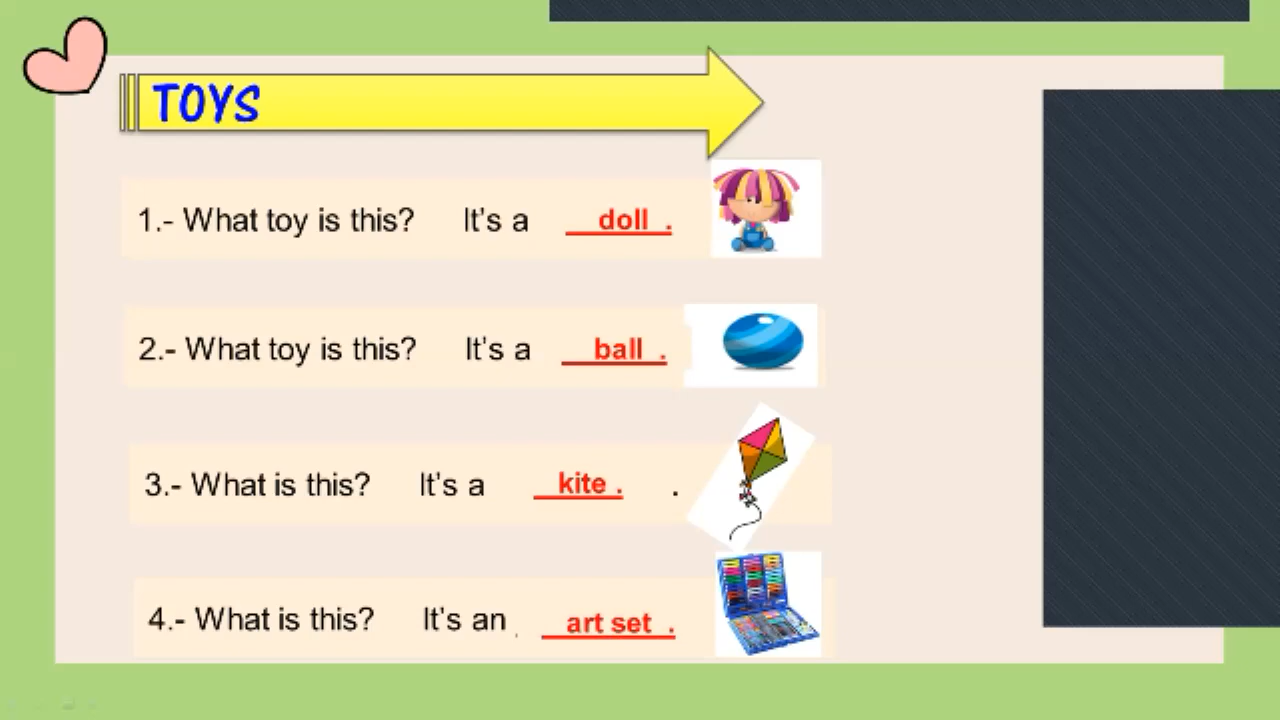 TOYS
1.- What toy is this? It's a doll .
2.- What toy is this? It's a ball .
3.- What is this? It's a kite . .
4.- What is this? It's an art set .